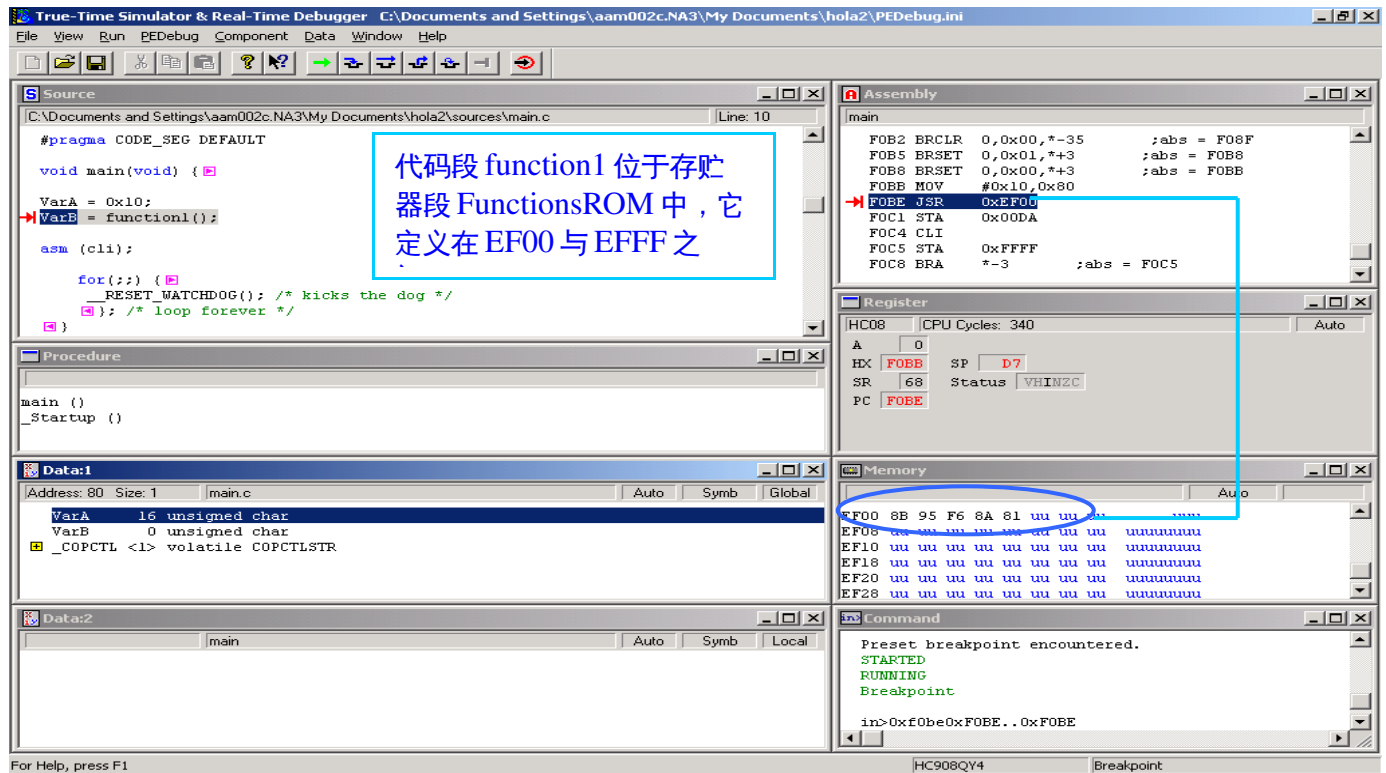 True-Time Simulator & Real-Time Debugger C:\Documents and Settings\aam002c.NA3\My Documents\hola2\PEDebug.ini
File View Run PEDebug Component Data Window Help
Source
C:\Documents and Settings\aam002c.NA3\My Documents\hola2\sources\main.c Line: 10
#pragma CODE_SEG DEFAULT
void main(void) {
VarA = 0x10;
VarB = function1();
asm (cli);
for(;;) {
__RESET_WATCHDOG(); /* kicks the dog */
}; /* loop forever */
}
代码段 function1 位于存贮
器段 FunctionsROM 中，它
定义在 EF00 与 EFFF 之
Assembly
main
F0B2 BRCLR 0,0x00,*-35 ;abs = F08F
F0B5 BRSET 0,0x01,*+3 ;abs = F0B8
F0B8 BRSET 0,0x00,*+3 ;abs = F0BB
F0BB MOV #0x10,0x80
F0BE JSR 0xEF00
F0C1 STA 0x00DA
F0C4 CLI
F0C5 STA 0xFFFF
F0C8 BRA *-3 ;abs = F0C5
Register
HC08 CPU Cycles: 340 Auto
A 0
HX F0BB SP D7
SR 68 Status VHINZC
PC F0BE
Procedure
main ()
_Startup ()
Data:1
Address: 80 Size: 1 main.c Auto Symb Global
VarA 16 unsigned char
VarB 0 unsigned char
_COPCTL <1> volatile COPCTLSTR
Memory
Auto
EF00 8B 95 F6 8A 81 uu uu uu uuu
EF08 uu uu uu uu uu uu uu uu uuuuuuuu
EF10 uu uu uu uu uu uu uu uu uuuuuuuu
EF18 uu uu uu uu uu uu uu uu uuuuuuuu
EF20 uu uu uu uu uu uu uu uu uuuuuuuu
EF28 uu uu uu uu uu uu uu uu uuuuuuuu
Data:2
main Auto Symb Local
Command
Preset breakpoint encountered.
STARTED
RUNNING
Breakpoint
in>0xf0be0xF0BE..0xF0BE
For Help, press F1 HC908QY4 Breakpoint